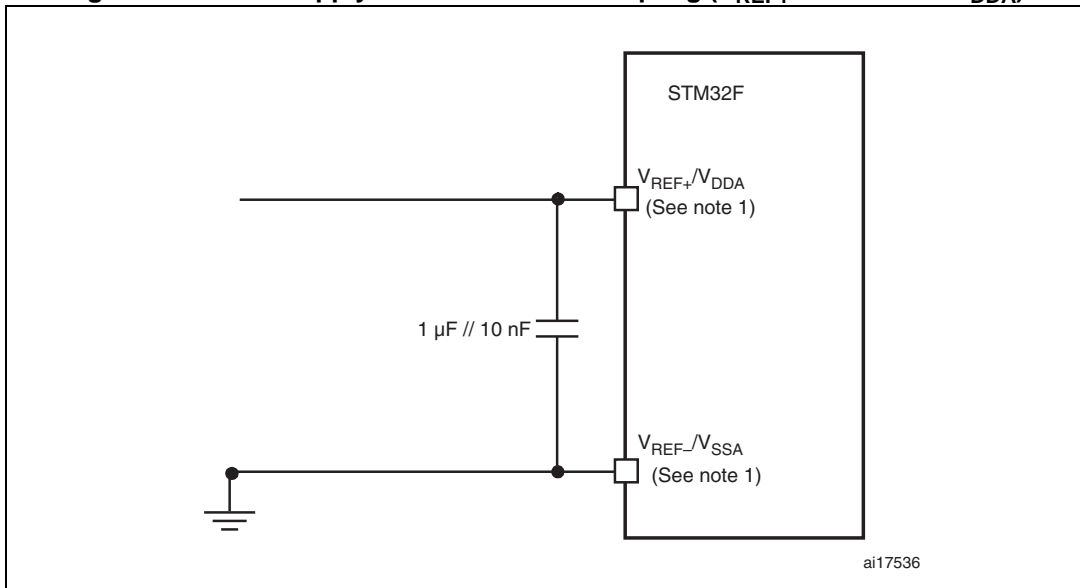 STM32F
VREF+/VDDA
(See note 1)
1 µF // 10 nF
VREF–/VSSA
(See note 1)
ai17536